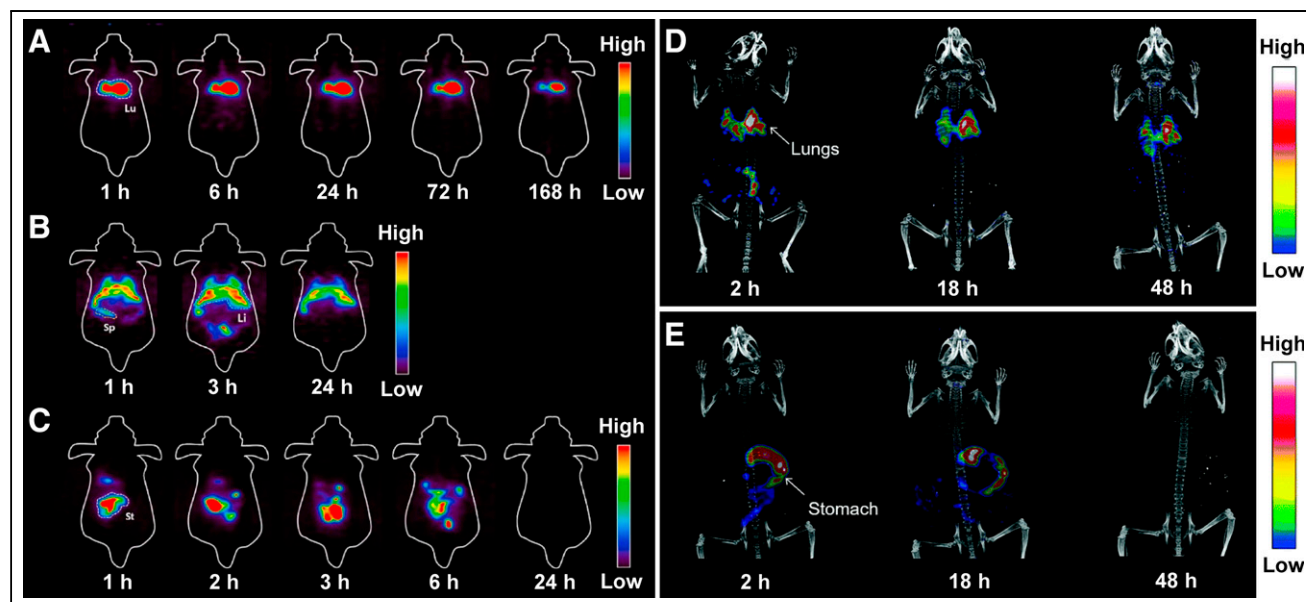 A
High
Lu
Low
1 h 6 h 24 h 72 h 168 h
B
High
Sp
Li
Low
1 h 3 h 24 h
C
High
St
Low
1 h 2 h 3 h 6 h 24 h
D
High
Lungs
Low
2 h 18 h 48 h
E
High
Stomach
Low
2 h 18 h 48 h